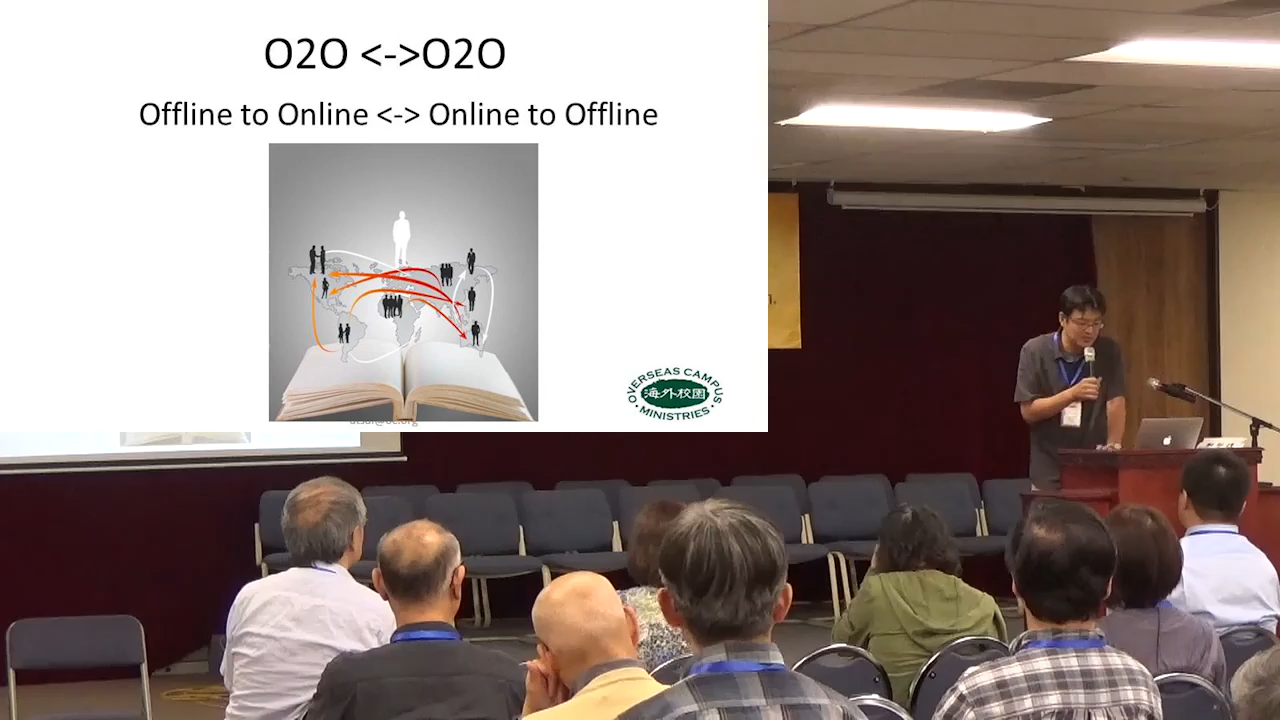 O2O <->O2O
Offline to Online <-> Online to Offline
OVERSEAS CAMPUS
海外校園
• MINISTRIES •